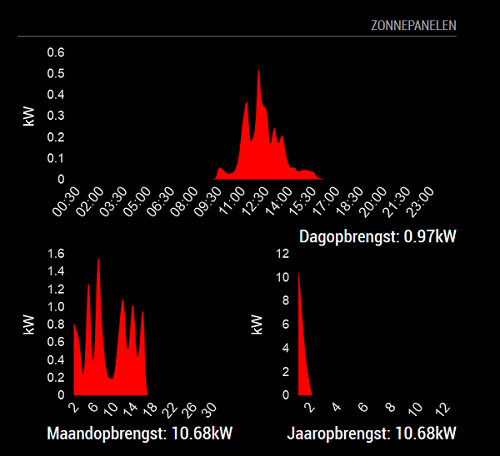 ZONNEPANELEN
0.6
0.5
0.4
0.3
0.2
0.1
0
kW
00:30 02:00 03:30 05:00 06:30 08:00 09:30 11:00 12:30 14:00 15:30 17:00 18:30 20:00 21:30 23:00
Dagopbrengst: 0.97kW
1.6
1.4
1.2
1.0
0.8
0.6
0.4
0.2
0
kW
2 6 10 14 18 22 26 30
Maandopbrengst: 10.68kW
12
10
8
6
4
2
0
kW
2 4 6 8 10 12
Jaaropbrengst: 10.68kW